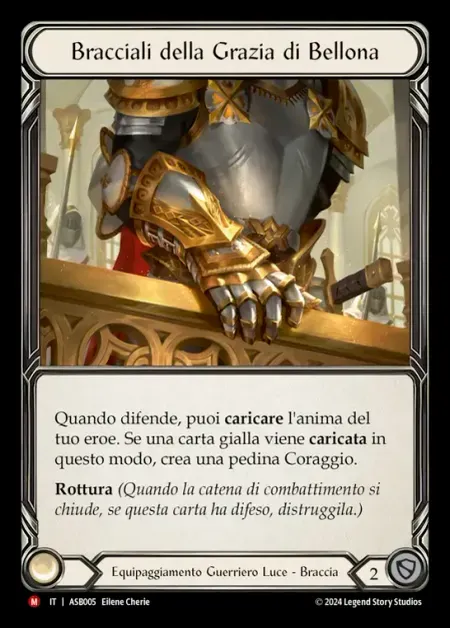 Bracciali della Grazia di Bellona
Quando difende, puoi caricare l'anima del
tuo eroe. Se una carta gialla viene caricata in
questo modo, crea una pedina Coraggio.
Rottura (Quando la catena di combattimento si
chiude, se questa carta ha difeso, distruggila.)
Equipaggiamento Guerriero Luce - Braccia
2
M IT | ASB005 Eilene Cherie
© 2024 Legend Story Studios